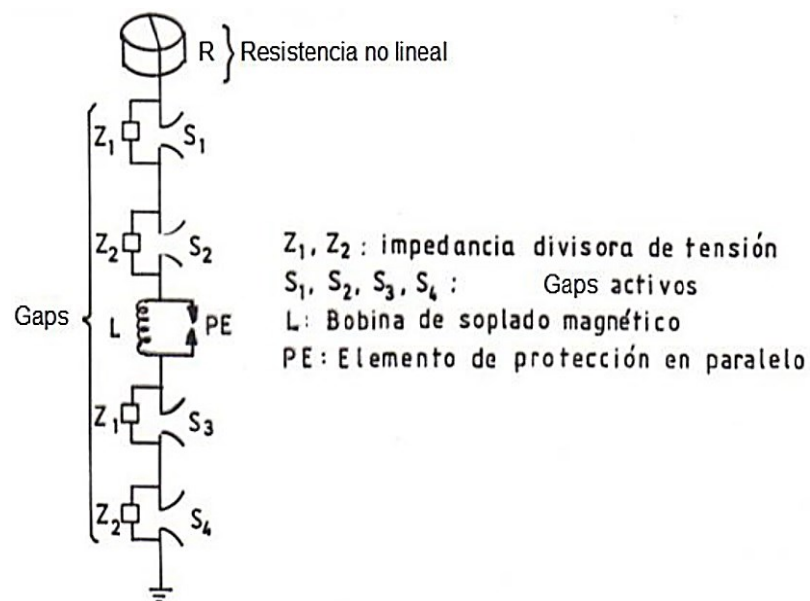 R } Resistencia no lineal
Z₁ S₁
Z₂ S₂
Gaps L PE
Z₁ S₃
Z₂ S₄
Z₁, Z₂ : impedancia divisora de tensión
S₁, S₂, S₃, S₄ : Gaps activos
L: Bobina de soplado magnético
PE: Elemento de protección en paralelo